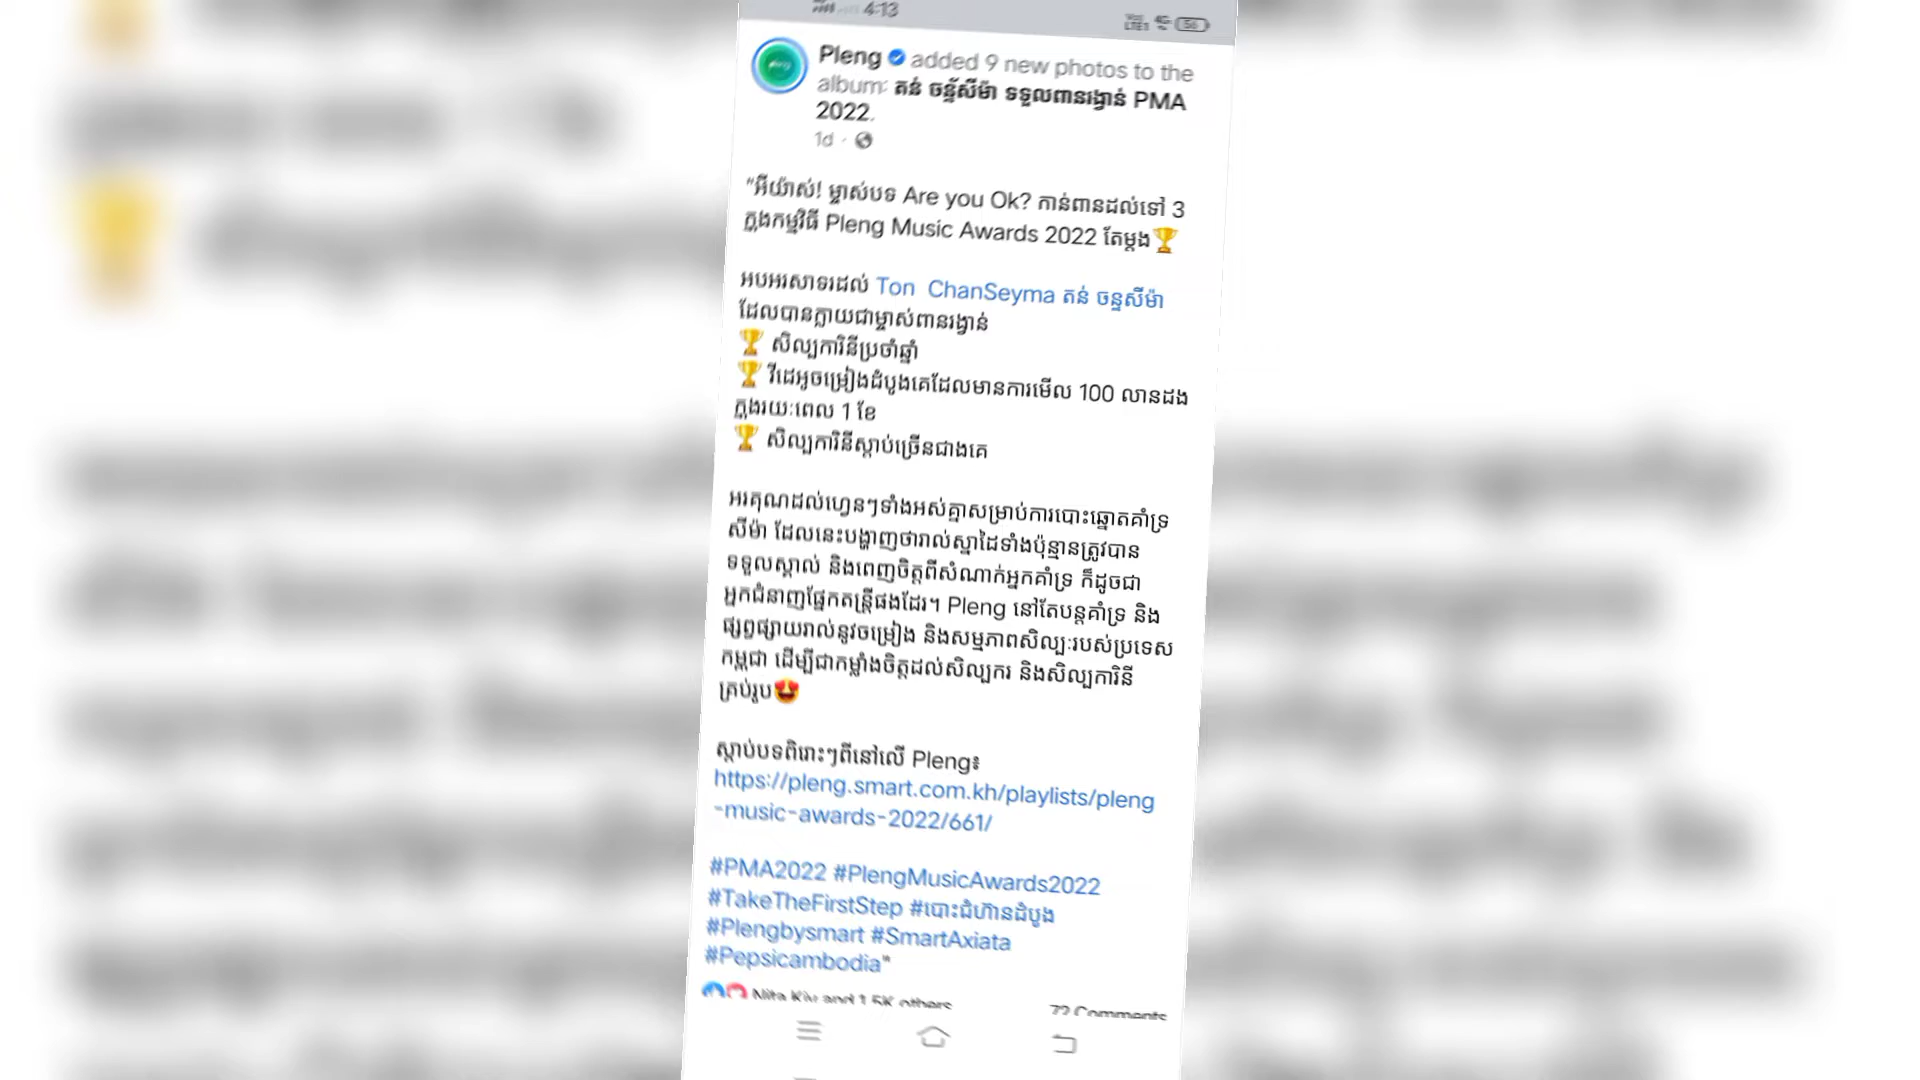 4:13
VoLTE1 4G 56
Pleng added 9 new photos to the
album: តន់ ចន្ទ័សីម៉ា ទទួលពានរង្វាន់ PMA
2022.
1d
"អីយ៉ាស់! ម្ចាស់បទ Are you Ok? កាន់ពានដល់ទៅ 3
ក្នុងកម្មវិធី Pleng Music Awards 2022 តែម្តង🏆
អបអរសាទរដល់ Ton ChanSeyma តន់ ចន្ទសីម៉ា
ដែលបានក្លាយជាម្ចាស់ពានរង្វាន់
🏆 សិល្បការិនីប្រចាំឆ្នាំ
🏆 វីដេអូចម្រៀងដំបូងគេដែលមានការមើល 100 លានដង
ក្នុងរយៈពេល 1 ខែ
🏆 សិល្បការិនីស្តាប់ច្រើនជាងគេ
អរគុណដល់ហ្វេនៗទាំងអស់គ្នាសម្រាប់ការបោះឆ្នោតគាំទ្រ
សីម៉ា ដែលនេះបង្ហាញថារាល់ស្នាដៃទាំងប៉ុន្មានត្រូវបាន
ទទួលស្គាល់ និងពេញចិត្តពីសំណាក់អ្នកគាំទ្រ ក៏ដូចជា
អ្នកជំនាញផ្នែកតន្ត្រីផងដែរ។ Pleng នៅតែបន្តគាំទ្រ និង
ផ្សព្វផ្សាយរាល់នូវចម្រៀង និងសម្មភាពសិល្បៈរបស់ប្រទេស
កម្ពុជា ដើម្បីជាកម្លាំងចិត្តដល់សិល្បករ និងសិល្បការិនី
គ្រប់រូប😍
ស្តាប់បទពិរោះៗពីនៅលើ Pleng៖
https://pleng.smart.com.kh/playlists/pleng
-music-awards-2022/661/
#PMA2022 #PlengMusicAwards2022
#TakeTheFirstStep #បោះជំហ៊ានដំបូង
#Plengbysmart #SmartAxiata
#Pepsicambodia"
Nita Kiv and 1.5K others
72 Comments